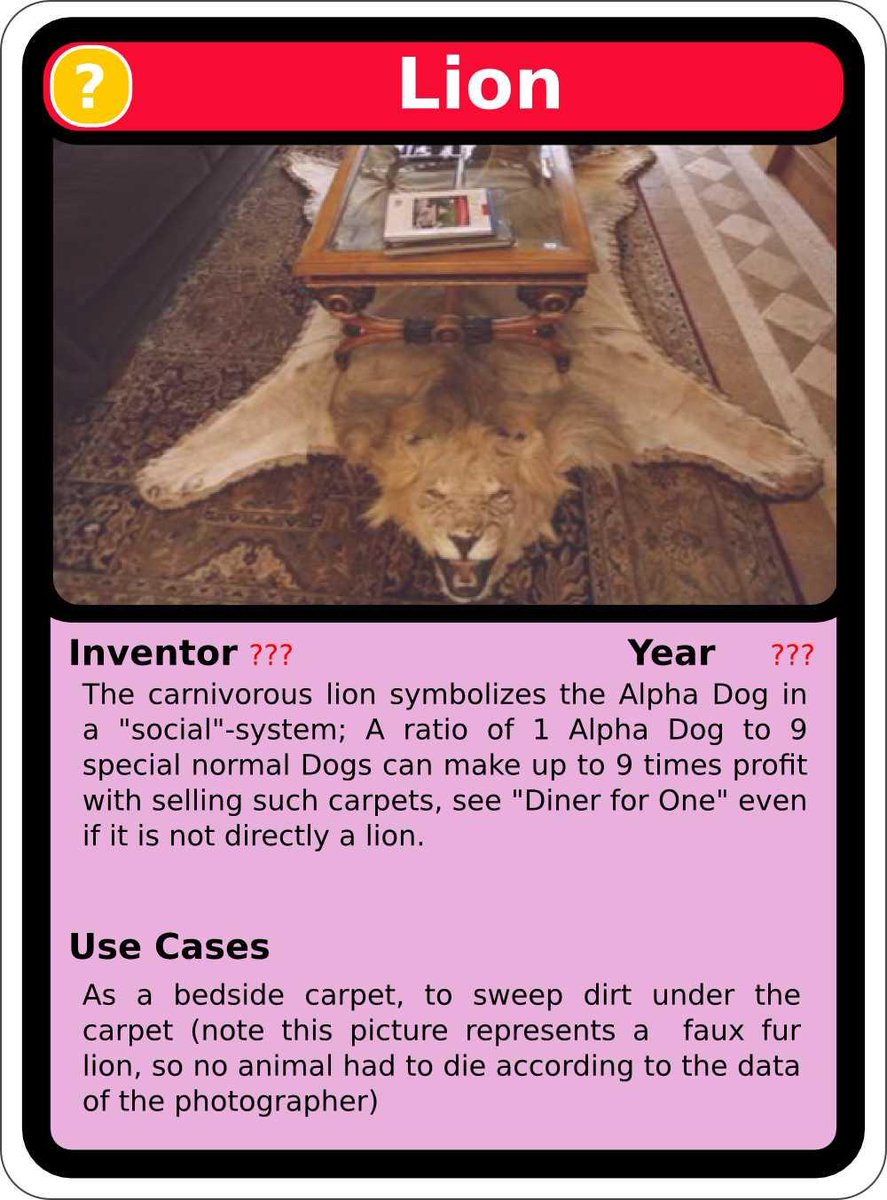 ?
Lion
Inventor ???
Year ???
The carnivorous lion symbolizes the Alpha Dog in
a "social"-system; A ratio of 1 Alpha Dog to 9
special normal Dogs can make up to 9 times profit
with selling such carpets, see "Diner for One" even
if it is not directly a lion.
Use Cases
As a bedside carpet, to sweep dirt under the
carpet (note this picture represents a  faux fur
lion, so no animal had to die according to the data
of the photographer)